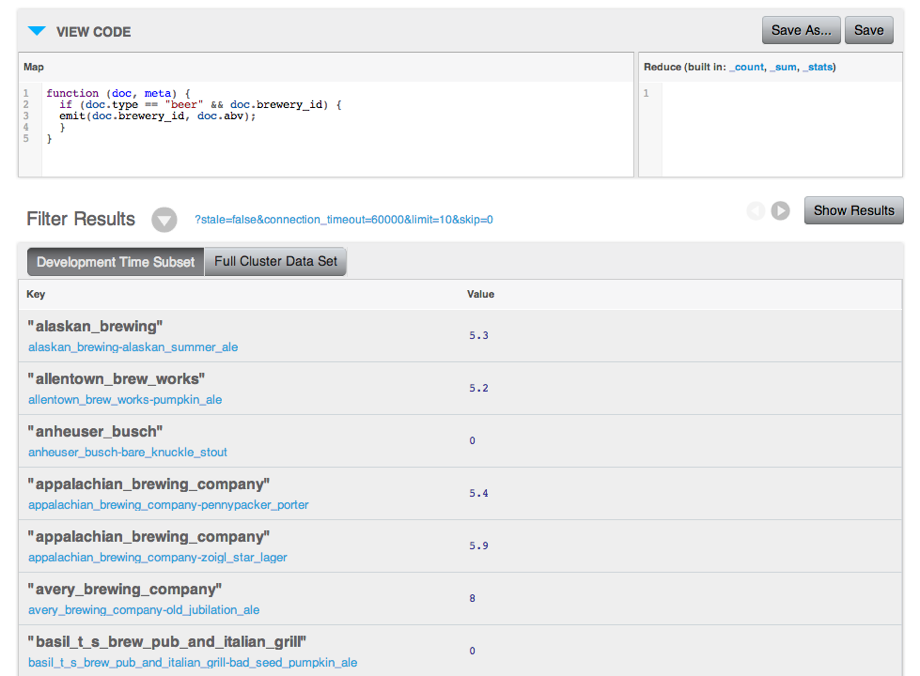 VIEW CODE
Save As...
Save
Map
Reduce (built in: _count, _sum, _stats)
1 function (doc, meta) {
2 if (doc.type == "beer" && doc.brewery_id) {
3 emit(doc.brewery_id, doc.abv);
4 }
5 }
1
Filter Results
?stale=false&connection_timeout=60000&limit=10&skip=0
Show Results
Development Time Subset
Full Cluster Data Set
Key Value
"alaskan_brewing"
alaskan_brewing-alaskan_summer_ale
5.3
"allentown_brew_works"
allentown_brew_works-pumpkin_ale
5.2
"anheuser_busch"
anheuser_busch-bare_knuckle_stout
0
"appalachian_brewing_company"
appalachian_brewing_company-pennypacker_porter
5.4
"appalachian_brewing_company"
appalachian_brewing_company-zoigl_star_lager
5.9
"avery_brewing_company"
avery_brewing_company-old_jubilation_ale
8
"basil_t_s_brew_pub_and_italian_grill"
basil_t_s_brew_pub_and_italian_grill-bad_seed_pumpkin_ale
0